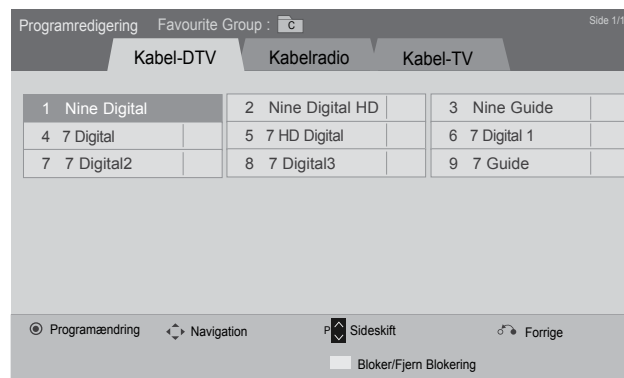 Programredigering Favourite Group : C Side 1/1
Kabel-DTV Kabelradio Kabel-TV
1 Nine Digital 2 Nine Digital HD 3 Nine Guide
4 7 Digital 5 7 HD Digital 6 7 Digital 1
7 7 Digital2 8 7 Digital3 9 7 Guide
Programændring Navigation P Sideskift Forrige
Bloker/Fjern Blokering